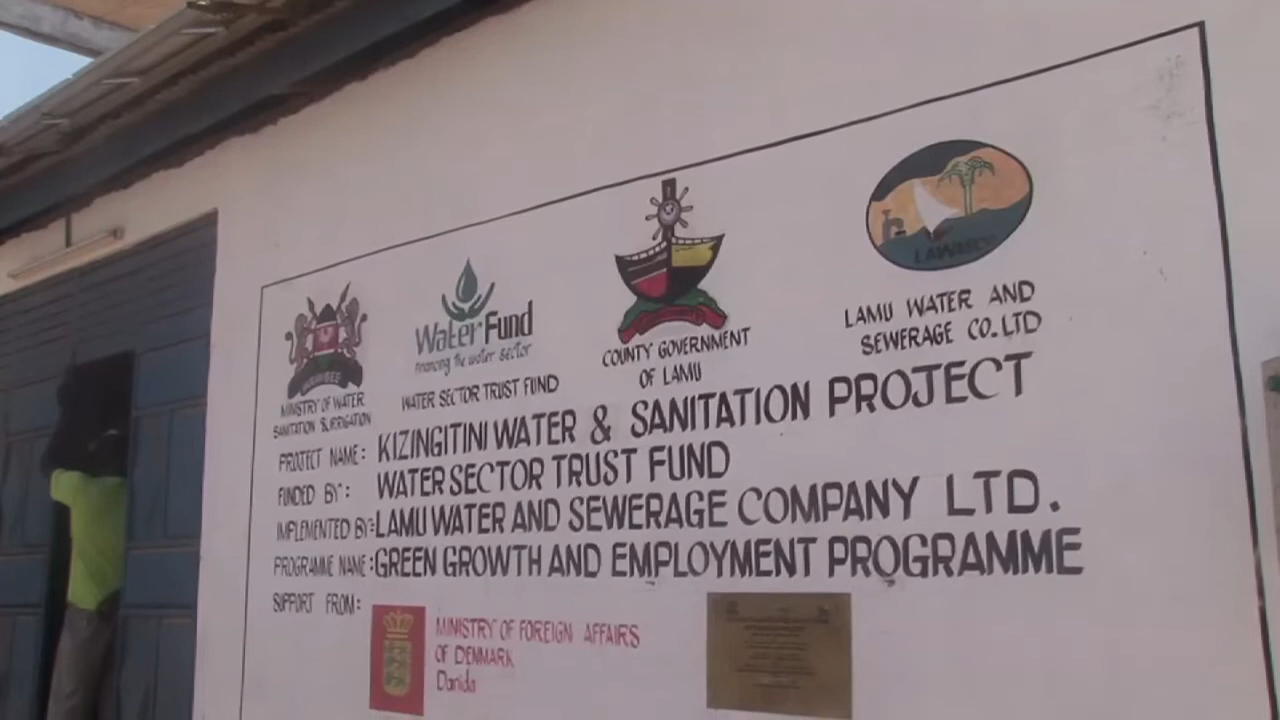 Water Fund
financing the water sector
LAWASCO
MINISTRY OF WATER
SANITATION & IRRIGATION
WATER SECTOR TRUST FUND
COUNTY GOVERNMENT
OF LAMU
LAMU WATER AND
SEWERAGE CO. LTD
PROJECT NAME: KIZINGITINI WATER & SANITATION PROJECT
FUNDED BY: WATER SECTOR TRUST FUND
IMPLEMENTED BY: LAMU WATER AND SEWERAGE COMPANY LTD.
PROGRAMME NAME: GREEN GROWTH AND EMPLOYMENT PROGRAMME
SUPPORT FROM:
MINISTRY OF FOREIGN AFFAIRS
OF DENMARK
Danida